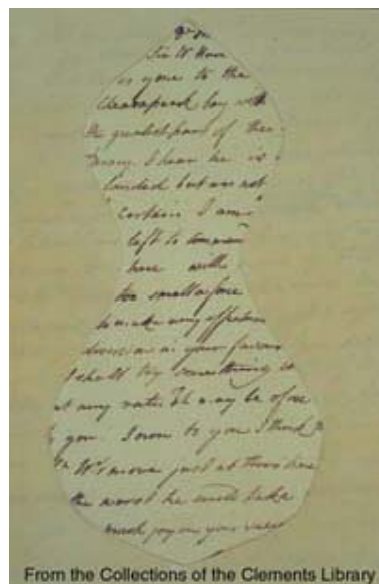 Sir W Howe
is gone to the
Chesapeak bay with
the greatest part of the
army. I hear he is
landed but am not
certain. I am
left to command
here with
too small a force
to make any effectual
diversion in your favour
I shall try something at
at any rate. It may be of use
to you. I own to you I think
Sr Ws move just at this time
the worst he could take
much joy on your
From the Collections of the Clements Library